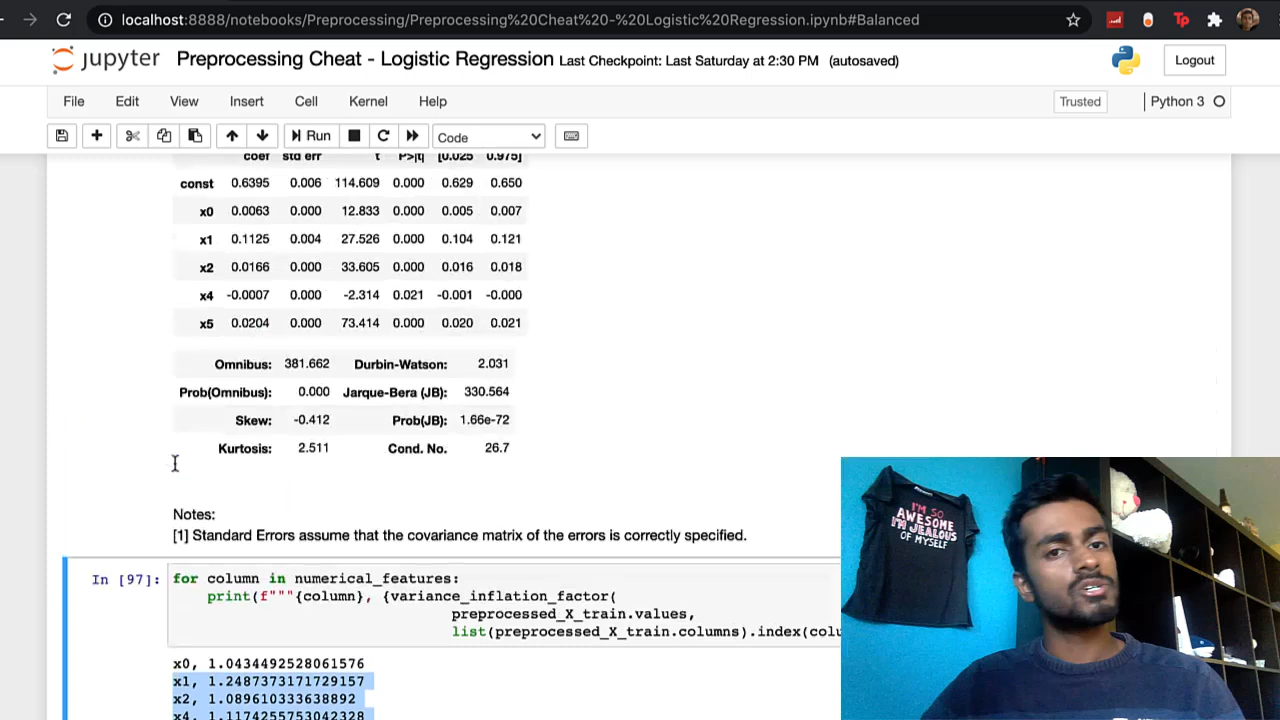 localhost:8888/notebooks/Preprocessing/Preprocessing%20Cheat%20-%20Logistic%20Regression.ipynb#Balanced
Tp
jupyter Preprocessing Cheat - Logistic Regression Last Checkpoint: Last Saturday at 2:30 PM (autosaved) Logout
File Edit View Insert Cell Kernel Help Trusted Python 3
Run Code
coef std err t P>|t| [0.025 0.975]
const 0.6395 0.006 114.609 0.000 0.629 0.650
x0 0.0063 0.000 12.833 0.000 0.005 0.007
x1 0.1125 0.004 27.526 0.000 0.104 0.121
x2 0.0166 0.000 33.605 0.000 0.016 0.018
x4 -0.0007 0.000 -2.314 0.021 -0.001 -0.000
x5 0.0204 0.000 73.414 0.000 0.020 0.021
Omnibus: 381.662 Durbin-Watson: 2.031
Prob(Omnibus): 0.000 Jarque-Bera (JB): 330.564
Skew: -0.412 Prob(JB): 1.66e-72
Kurtosis: 2.511 Cond. No. 26.7
Notes:
[1] Standard Errors assume that the covariance matrix of the errors is correctly specified.
In [97]: for column in numerical_features:
print(f"""{column}, {variance_inflation_factor(
preprocessed_X_train.values,
list(preprocessed_X_train.columns).index(colu
x0, 1.0434492528061576
x1, 1.2487373171729157
x2, 1.089610333638892
x4, 1.1174255753042328
I'M SO
AWESOME
I'M JEALOUS
OF MYSELF